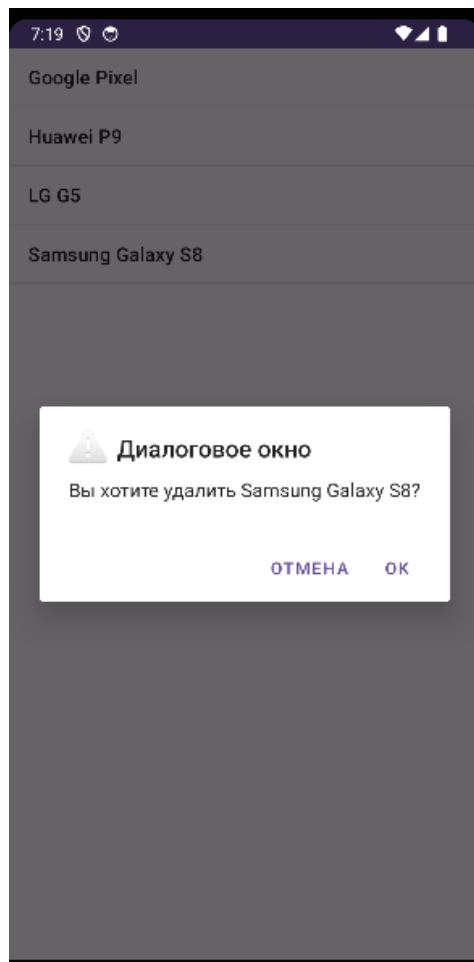 7:19
Google Pixel
Huawei P9
LG G5
Samsung Galaxy S8
Диалоговое окно
Вы хотите удалить Samsung Galaxy S8?
ОТМЕНА ОК